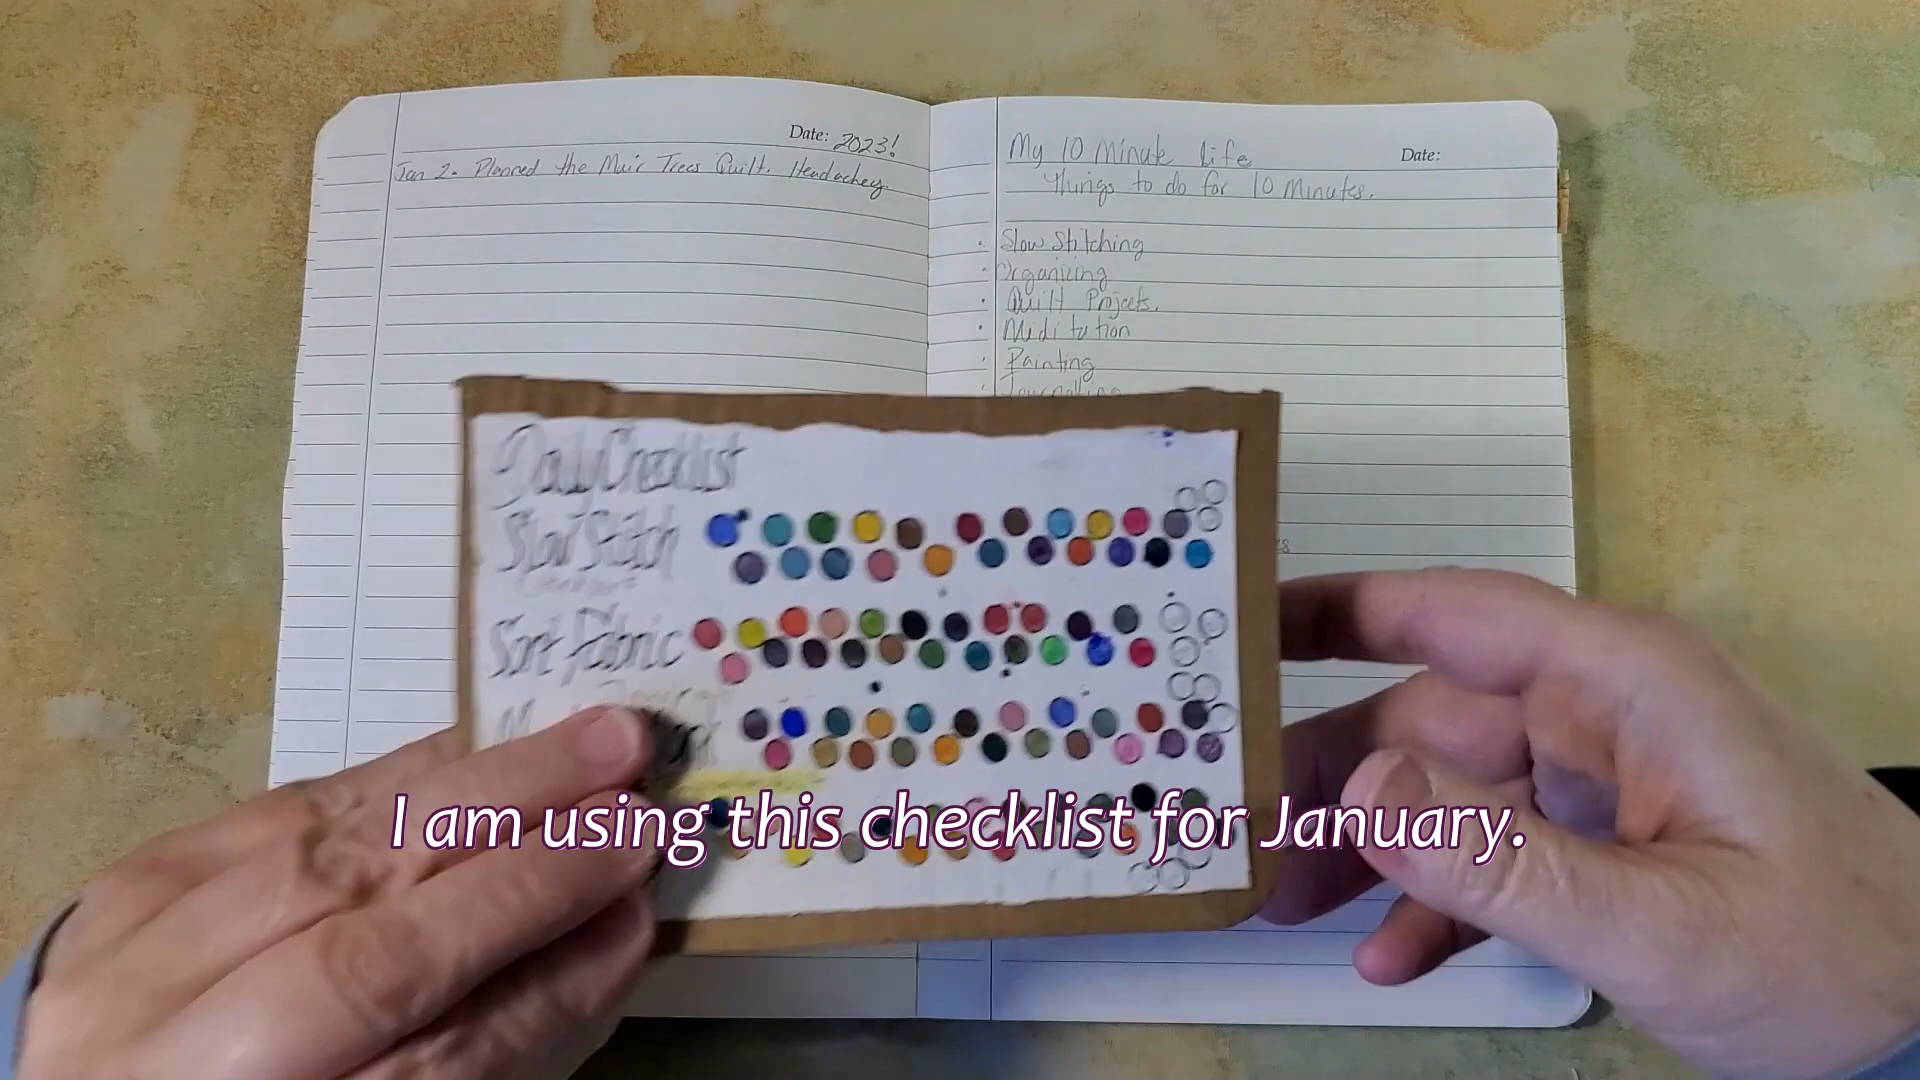 Date: 2023!
Jan 2. Planned the Muir Trees Quilt. Headachey.
My 10 Minute Life
Date:
Things to do for 10 Minutes.
Slow Stitching
Organizing
Quilt Projects.
Meditation
Painting
Journalling
Daily Checklist
Slow Stitch
Sort Fabric
I am using this checklist for January.